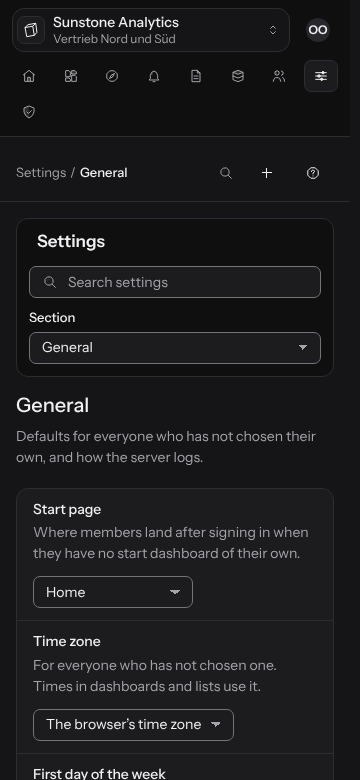 Sunstone Analytics
Vertrieb Nord und Süd
OO
Settings / General
Settings
Search settings
Section
General
General
Defaults for everyone who has not chosen their
own, and how the server logs.
Start page
Where members land after signing in when
they have no start dashboard of their own.
Home
Time zone
For everyone who has not chosen one.
Times in dashboards and lists use it.
The browser's time zone
First day of the week